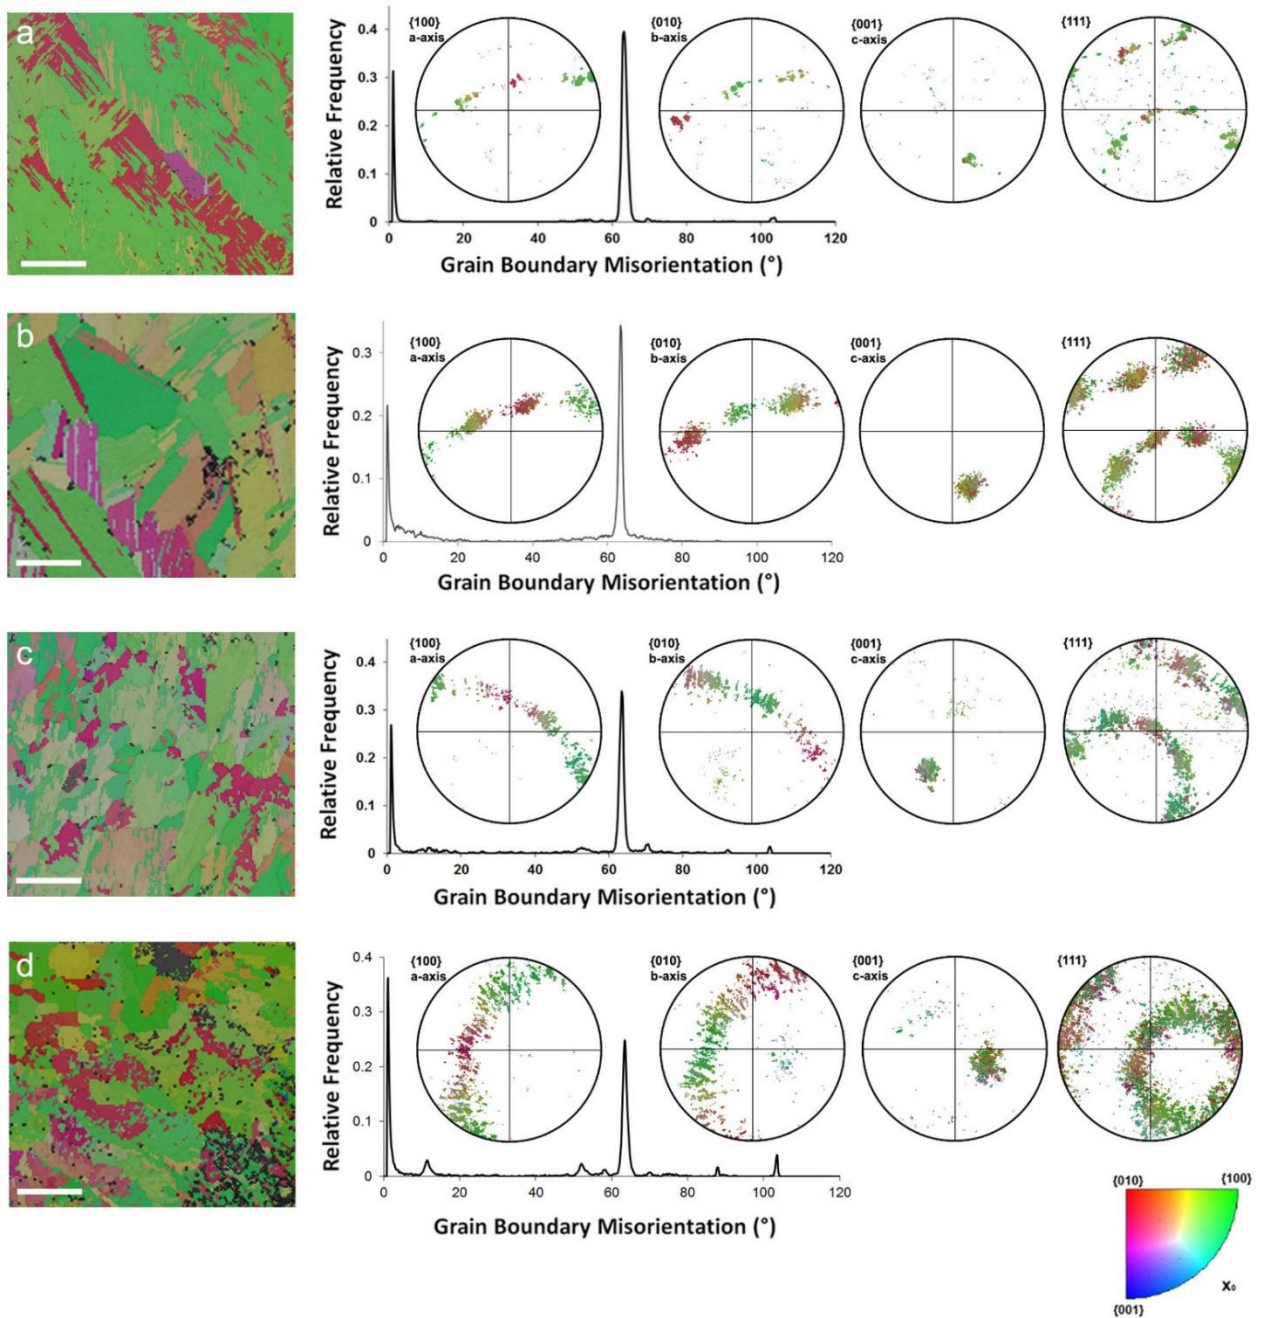 a
Relative Frequency
0.4
0.3
0.2
0.1
0
0
20
40
60
80
100
120
Grain Boundary Misorientation (°)
{100}
a-axis
{010}
b-axis
{001}
c-axis
{111}
b
Relative Frequency
0.3
0.2
0.1
0
0
20
40
60
80
100
120
Grain Boundary Misorientation (°)
{100}
a-axis
{010}
b-axis
{001}
c-axis
{111}
c
Relative Frequency
0.4
0.3
0.2
0.1
0
0
20
40
60
80
100
120
Grain Boundary Misorientation (°)
{100}
a-axis
{010}
b-axis
{001}
c-axis
{111}
d
Relative Frequency
0.4
0.3
0.2
0.1
0
0
20
40
60
80
100
120
Grain Boundary Misorientation (°)
{100}
a-axis
{010}
b-axis
{001}
c-axis
{111}
{010}
{100}
{001}
X₀